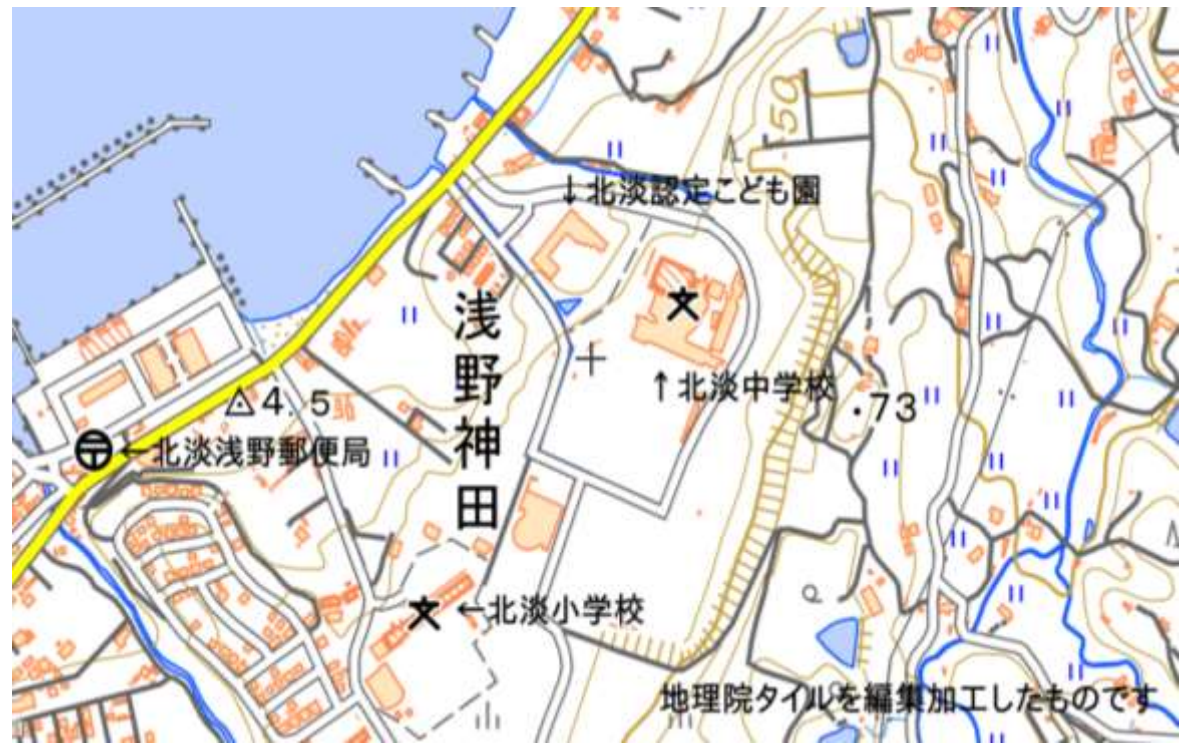 50
↓北淡認定こども園
浅野神田
↑北淡中学校
・73
4.5
←北淡浅野郵便局
←北淡小学校
地理院タイルを編集加工したものです